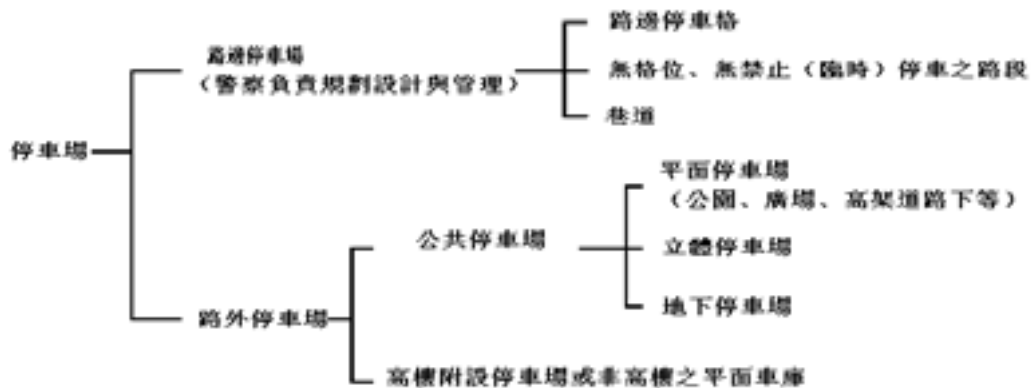 路邊停車格
路邊停車場
(警察負責規劃設計與管理)
無格位、無禁止(臨時)停車之路段
巷道
停車場
平面停車場
(公園、廣場、高架道路下等)
公共停車場
立體停車場
地下停車場
路外停車場
高樓附設停車場或非高樓之平面車庫